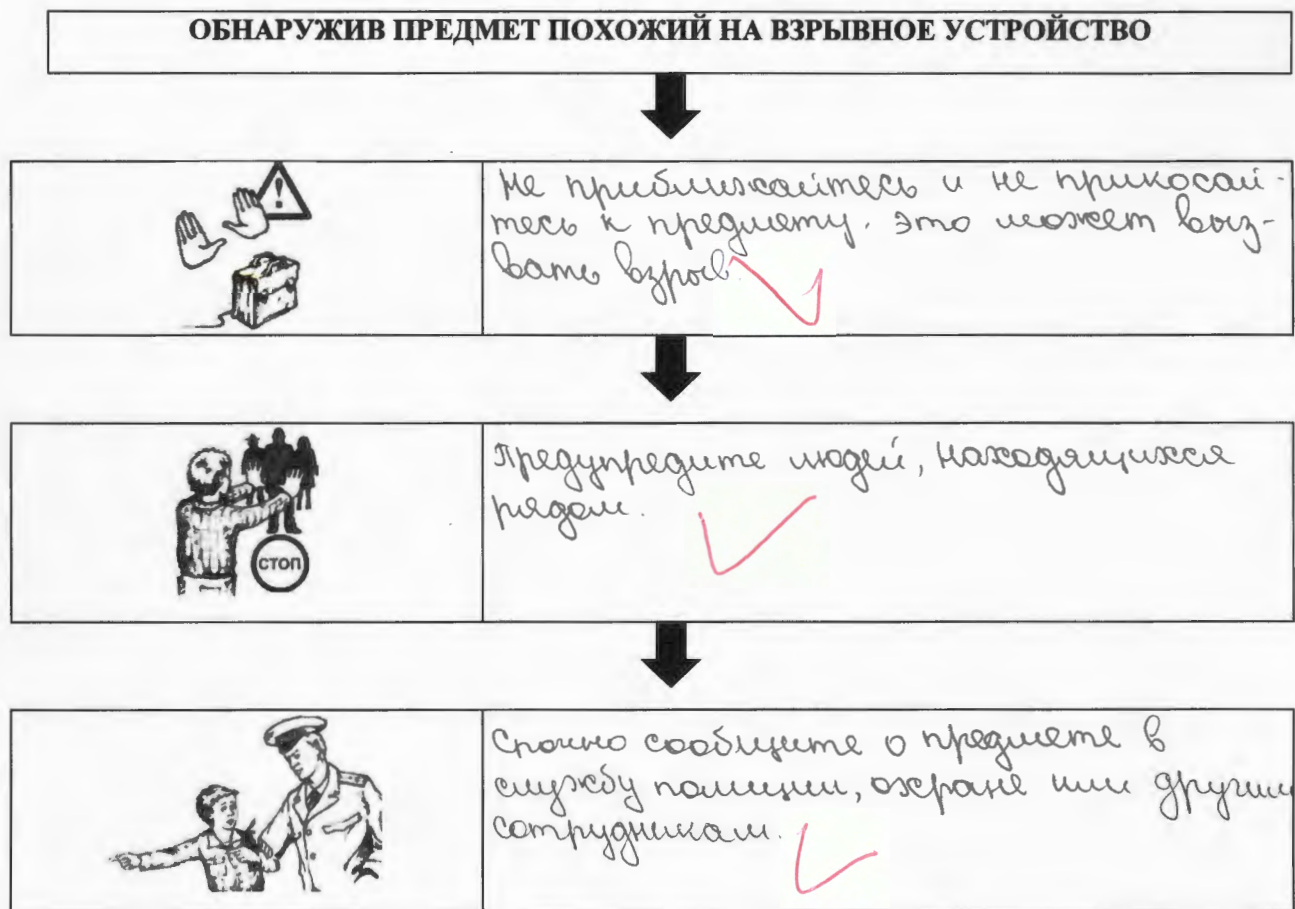 ОБНАРУЖИВ ПРЕДМЕТ ПОХОЖИЙ НА ВЗРЫВНОЕ УСТРОЙСТВО
Не приближайтесь и не прикосай-
тесь к предмету. это может выз-
вать взрыв.
Предупредите людей, находящихся
рядом.
СТОП
Срочно сообщите о предмете в
службу полиции, охране или другим
сотрудникам.